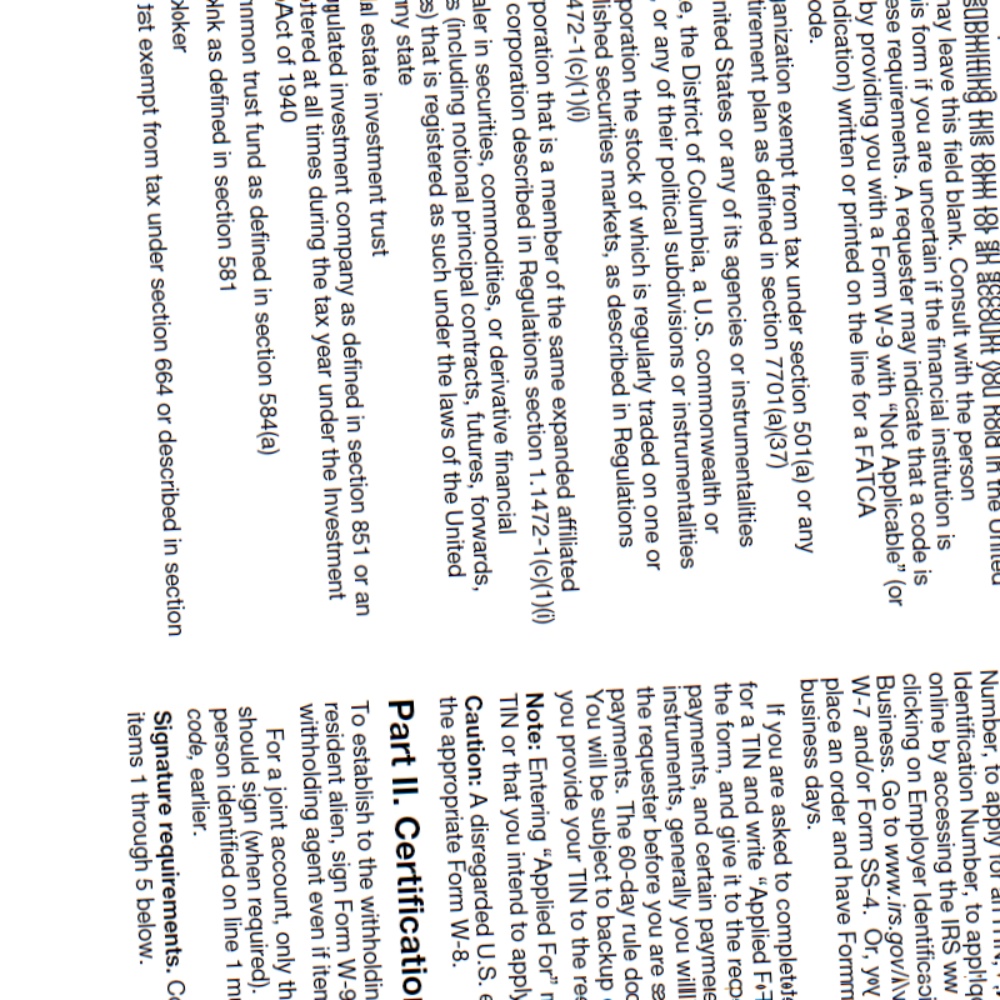 submitting this form for an account you hold in the United
may leave this field blank. Consult with the person
is form if you are uncertain if the financial institution is
ese requirements. A requester may indicate that a code is
by providing you with a Form W-9 with “Not Applicable” (or
ndication) written or printed on the line for a FATCA
ode.
ganization exempt from tax under section 501(a) or any
tirement plan as defined in section 7701(a)(37)
nited States or any of its agencies or instrumentalities
e, the District of Columbia, a U.S. commonwealth or
, or any of their political subdivisions or instrumentalities
poration the stock of which is regularly traded on one or
lished securities markets, as described in Regulations
472-1(c)(1)(i)
poration that is a member of the same expanded affiliated
corporation described in Regulations section 1.1472-1(c)(1)(i)
aler in securities, commodities, or derivative financial
s (including notional principal contracts, futures, forwards,
s) that is registered as such under the laws of the United
ny state
al estate investment trust
gulated investment company as defined in section 851 or an
tered at all times during the tax year under the Investment
Act of 1940
mmon trust fund as defined in section 584(a)
nk as defined in section 581
oker
tat exempt from tax under section 664 or described in section
Number, to apply for an
Identification Number, to apply
online by accessing the IRS
clicking on Employer Identific
Business. Go to www.irs.gov/
W-7 and/or Form SS-4. Or, yo
place an order and have Form
business days.
If you are asked to complet
for a TIN and write “Applied F
the form, and give it to the req
payments, and certain payme
instruments, generally you will
the requester before you are s
payments. The 60-day rule do
You will be subject to backup
you provide your TIN to the re
Note: Entering “Applied For”
TIN or that you intend to apply
Caution: A disregarded U.S.
the appropriate Form W-8.
Part II. Certificatio
To establish to the withholdin
resident alien, sign Form W-9
withholding agent even if iten
For a joint account, only th
should sign (when required).
person identified on line 1 m
code, earlier.
Signature requirements. C
items 1 through 5 below.